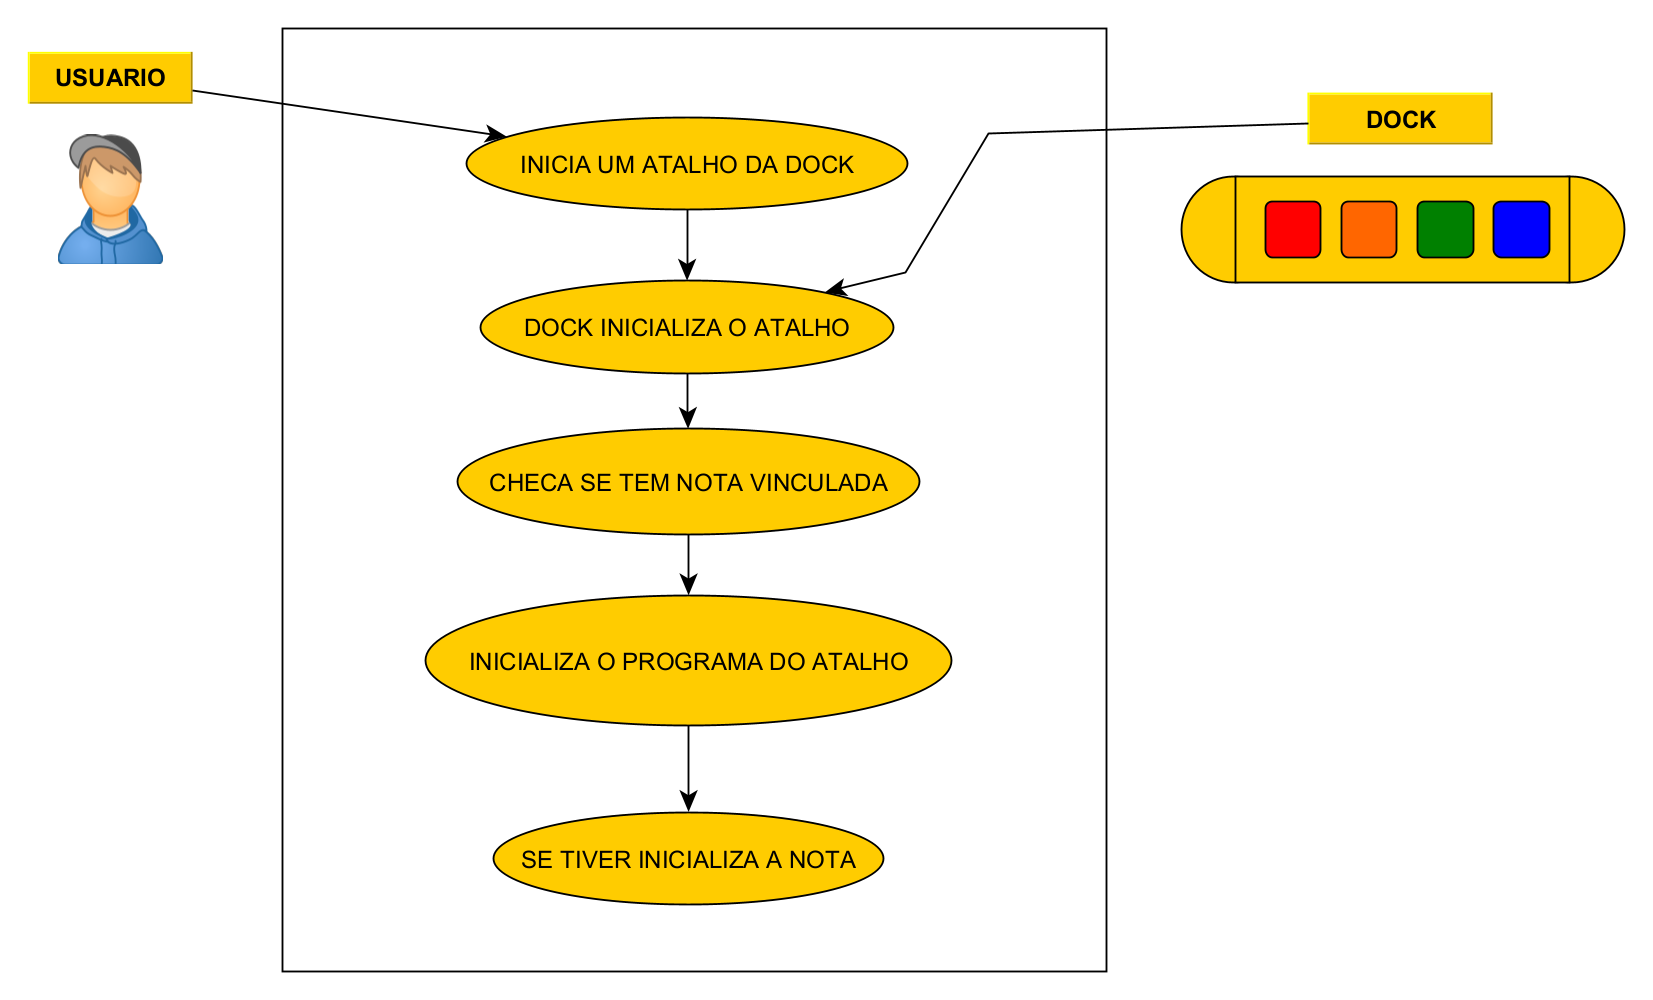 USUARIO
DOCK
INICIA UM ATALHO DA DOCK
DOCK INICIALIZA O ATALHO
CHECA SE TEM NOTA VINCULADA
INICIALIZA O PROGRAMA DO ATALHO
SE TIVER INICIALIZA A NOTA